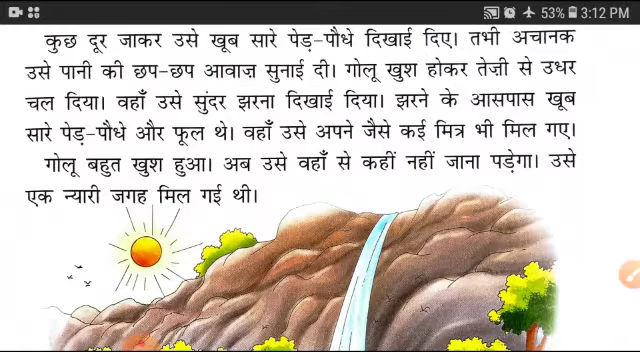 53% 3:12 PM
कुछ दूर जाकर उसे खूब सारे पेड़-पौधे दिखाई दिए। तभी अचानक
उसे पानी की छप-छप आवाज़ सुनाई दी। गोलू खुश होकर तेजी से उधर
चल दिया। वहाँ उसे सुंदर झरना दिखाई दिया। झरने के आसपास खूब
सारे पेड़-पौधे और फूल थे। वहाँ उसे अपने जैसे कई मित्र भी मिल गए।
गोलू बहुत खुश हुआ। अब उसे वहाँ से कहीं नहीं जाना पड़ेगा। उसे
एक न्यारी जगह मिल गई थी।